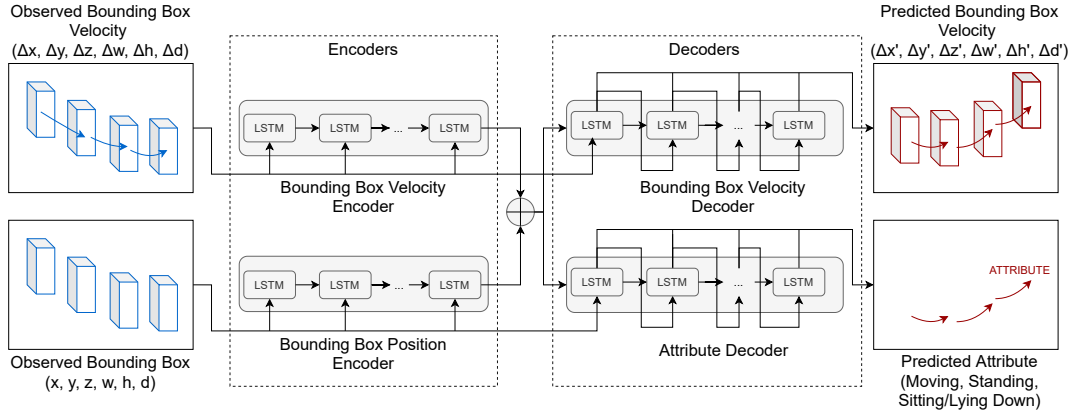 Observed Bounding Box
Velocity
(Δx, Δy, Δz, Δw, Δh, Δd)
Encoders
LSTM
LSTM
...
LSTM
Bounding Box Velocity
Encoder
Decoders
LSTM
LSTM
...
LSTM
Bounding Box Velocity
Decoder
Predicted Bounding Box
Velocity
(Δx', Δy', Δz', Δw', Δh', Δd')
LSTM
LSTM
...
LSTM
Bounding Box Position
Encoder
LSTM
LSTM
...
LSTM
Attribute Decoder
ATTRIBUTE
Observed Bounding Box
(x, y, z, w, h, d)
Predicted Attribute
(Moving, Standing,
Sitting/Lying Down)